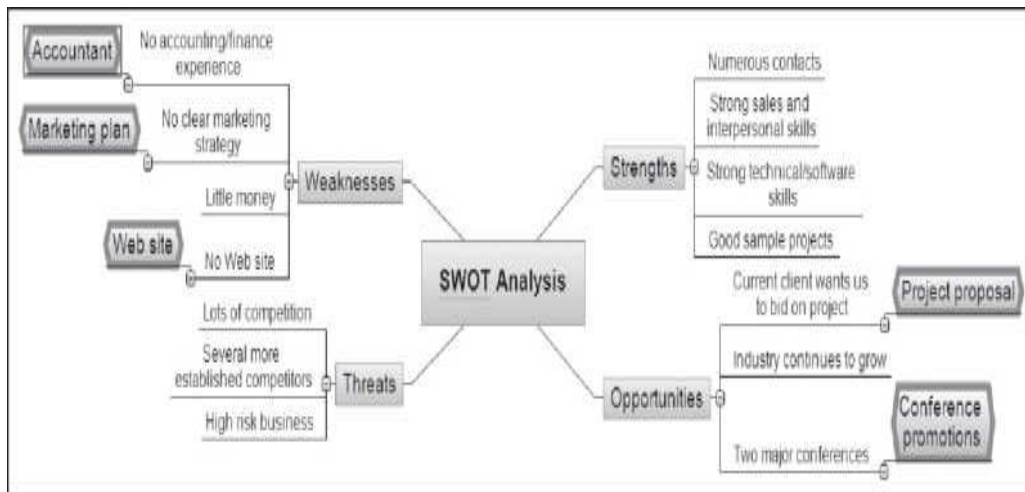 Accountant
No accounting/finance
experience
Marketing plan
No clear marketing
strategy
Weaknesses
Little money
Web site
No Web site
Lots of competition
Several more
established competitors
Threats
High risk business
SWOT Analysis
Numerous contacts
Strong sales and
interpersonal skills
Strengths
Strong technical/software
skills
Good sample projects
Current client wants us
to bid on project
Project proposal
Industry continues to grow
Opportunities
Conference
promotions
Two major conferences